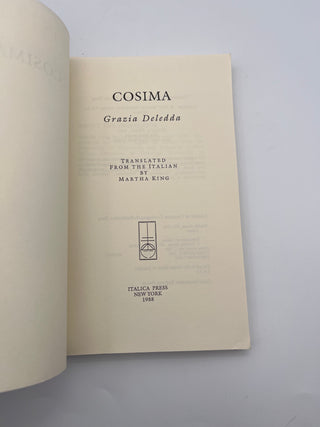 COSIMA
Grazia Deledda
TRANSLATED
FROM THE ITALIAN
BY
MARTHA KING
ITALICA PRESS
NEW YORK
1988